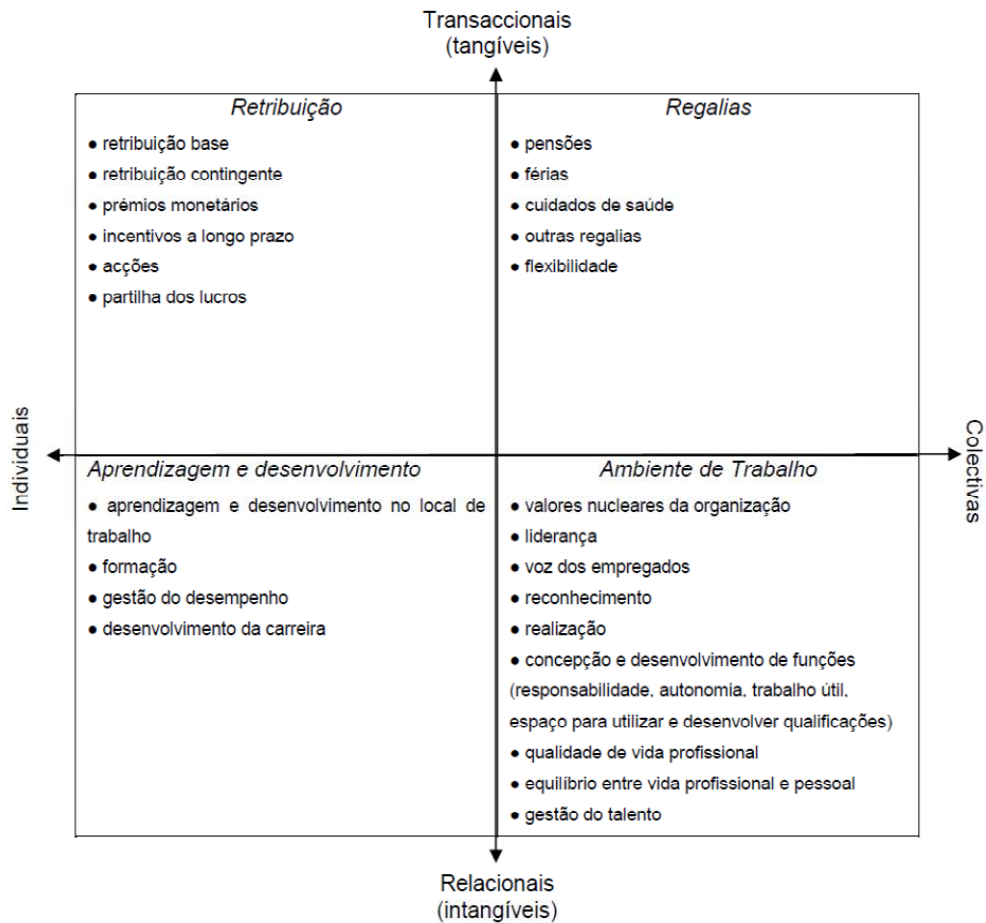 Transaccionais
(tangíveis)
Retribuição
● retribuição base
● retribuição contingente
● prémios monetários
● incentivos a longo prazo
● acções
● partilha dos lucros
Regalias
● pensões
● férias
● cuidados de saúde
● outras regalias
● flexibilidade
Individuais
Colectivas
Aprendizagem e desenvolvimento
● aprendizagem e desenvolvimento no local de
trabalho
● formação
● gestão do desempenho
● desenvolvimento da carreira
Ambiente de Trabalho
● valores nucleares da organização
● liderança
● voz dos empregados
● reconhecimento
● realização
● concepção e desenvolvimento de funções
(responsabilidade, autonomia, trabalho útil,
espaço para utilizar e desenvolver qualificações)
● qualidade de vida profissional
● equilíbrio entre vida profissional e pessoal
● gestão do talento
Relacionais
(intangíveis)